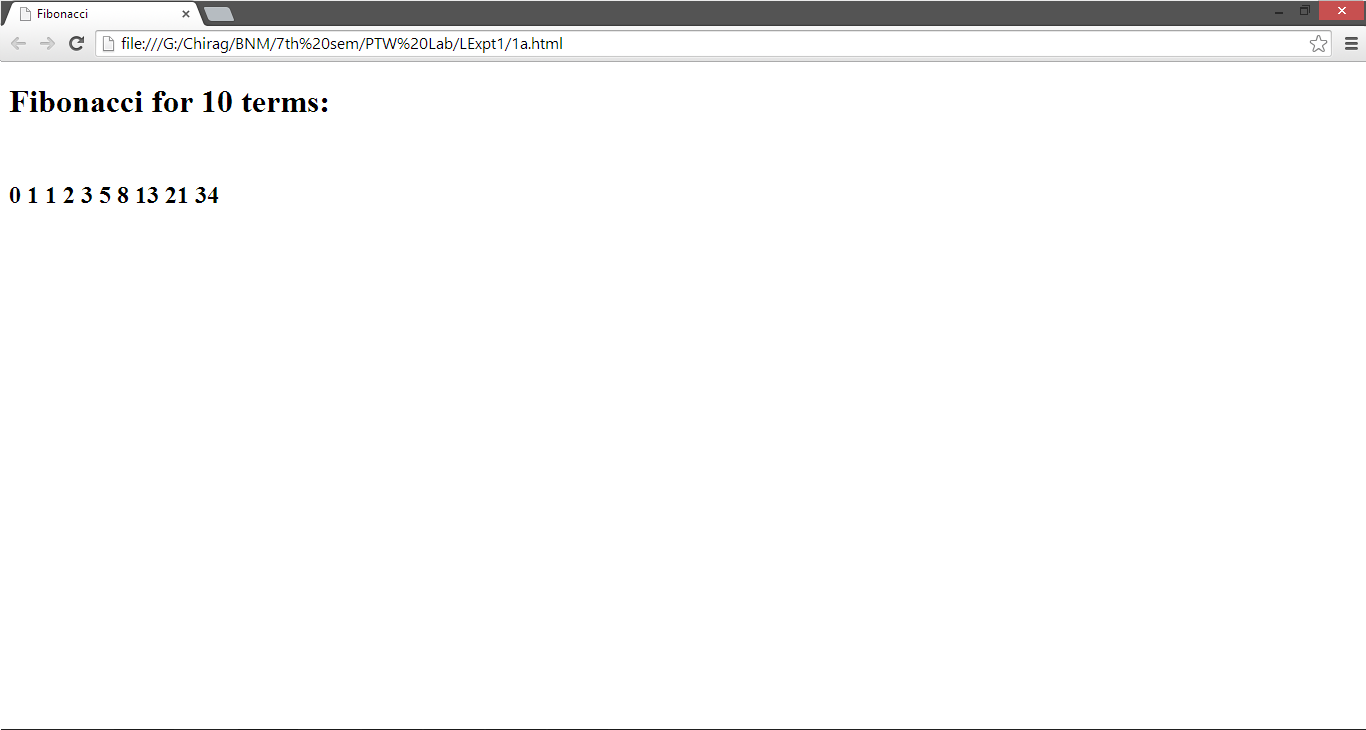 Fibonacci
file:///G:/Chirag/BNM/7th%20sem/PTW%20Lab/LExpt1/1a.html
Fibonacci for 10 terms:
0 1 1 2 3 5 8 13 21 34